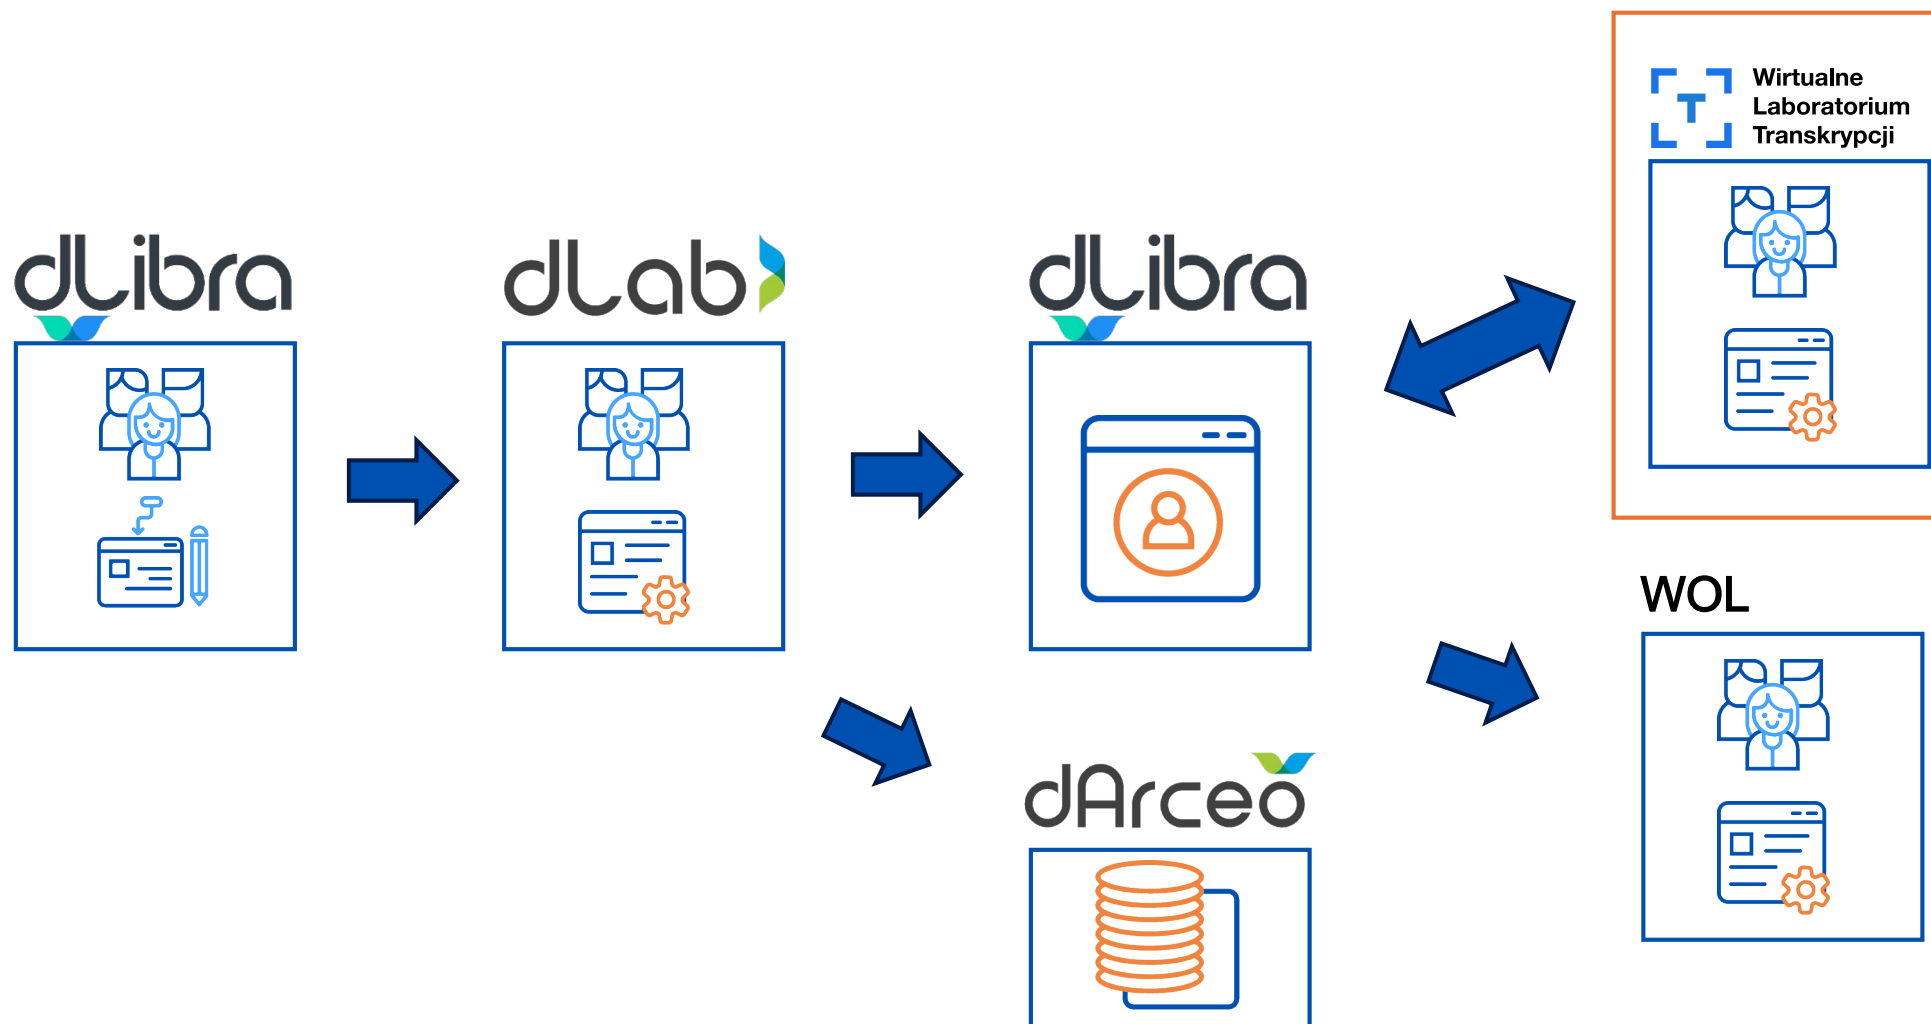 Wirtualne
Laboratorium
Transkrypcji
T
dLibra
dLab
dLibra
WOL
dArceo